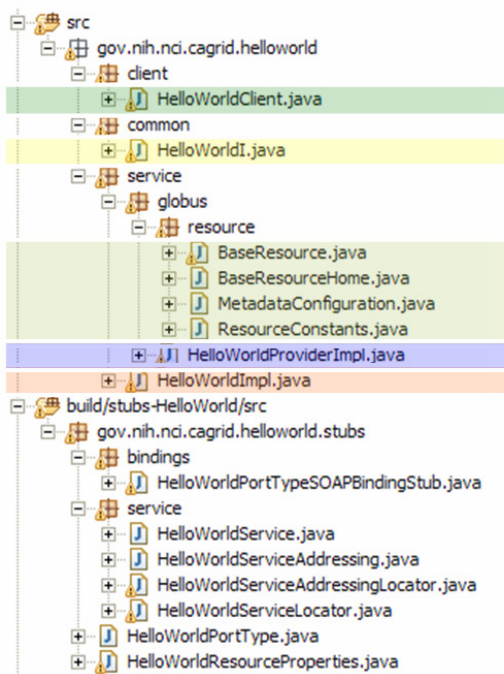 src
gov.nih.nci.cagrid.helloworld
client
HelloWorldClient.java
common
HelloWorldI.java
service
globus
resource
BaseResource.java
BaseResourceHome.java
MetadataConfiguration.java
ResourceConstants.java
HelloWorldProviderImpl.java
HelloWorldImpl.java
build/stubs-HelloWorld/src
gov.nih.nci.cagrid.helloworld.stubs
bindings
HelloWorldPortTypeSOAPBindingStub.java
service
HelloWorldService.java
HelloWorldServiceAddressing.java
HelloWorldServiceAddressingLocator.java
HelloWorldServiceLocator.java
HelloWorldPortType.java
HelloWorldResourceProperties.java